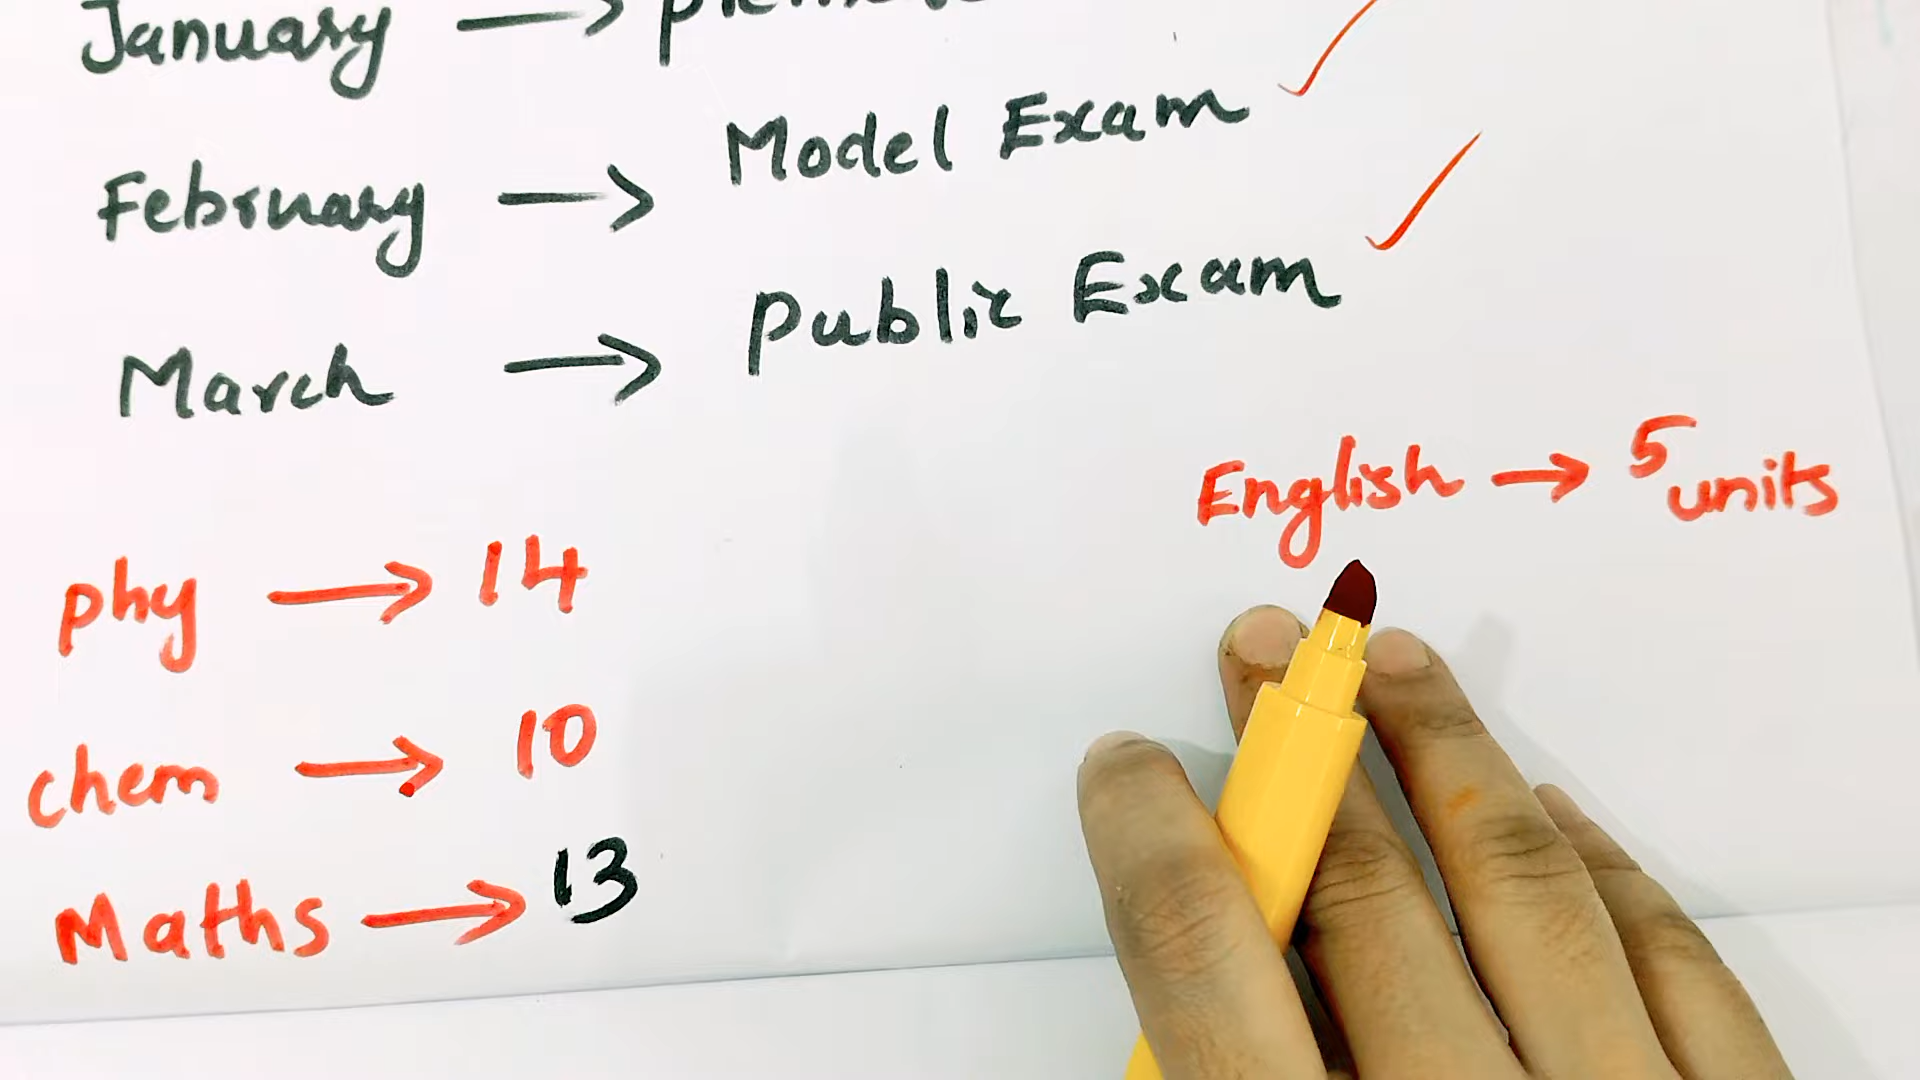 January →
February → Model Exam
March → Public Exam
English → 5 units
phy → 14
chem → 10
Maths → 13